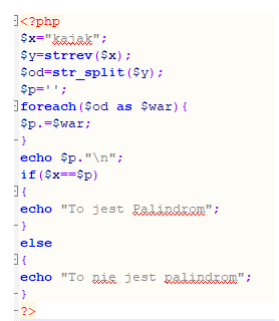 <?php
$x="kajak";
$y=strrev($x);
$od=str_split($y);
$p='';
foreach($od as $war){
$p.=$war;
}
echo $p."\n";
if($x==$p)
{
echo "To jest Palindrom";
}
else
{
echo "To nie jest palindrom";
}
?>